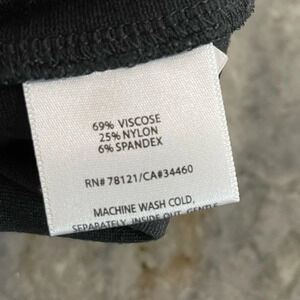 69% VISCOSE
25% NYLON
6% SPANDEX
RN# 78121/CA#34460
MACHINE WASH COLD,
SEPARATELY, INSIDE OUT, GENTLE